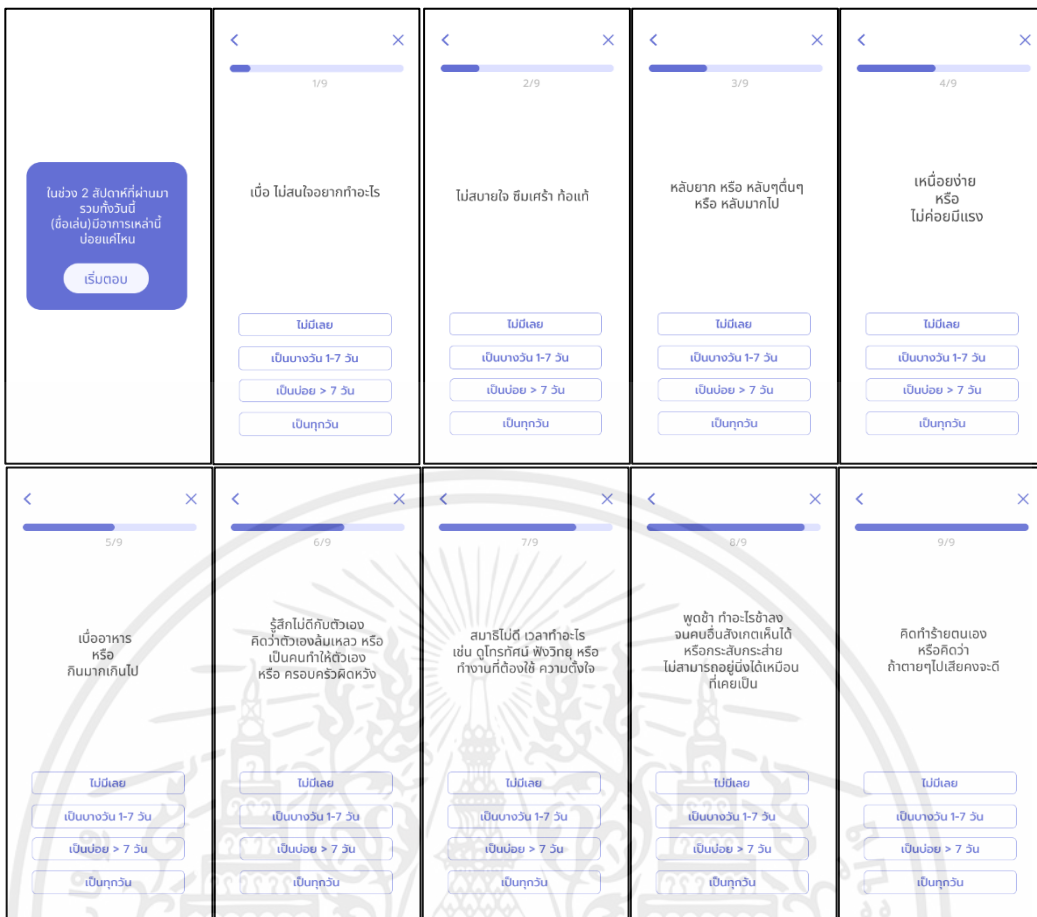 ในช่วง 2 สัปดาห์ที่ผ่านมา
รวมทั้งวันนี้
(ชื่อเล่น)มีอาการเหล่านี้
บ่อยแค่ไหน
เริ่มตอบ
1/9
เบื่อ ไม่สนใจอยากทำอะไร
ไม่มีเลย
เป็นบางวัน 1-7 วัน
เป็นบ่อย > 7 วัน
เป็นทุกวัน
2/9
ไม่สบายใจ ซึมเศร้า ท้อแท้
ไม่มีเลย
เป็นบางวัน 1-7 วัน
เป็นบ่อย > 7 วัน
เป็นทุกวัน
3/9
หลับยาก หรือ หลับๆตื่นๆ
หรือ หลับมากไป
ไม่มีเลย
เป็นบางวัน 1-7 วัน
เป็นบ่อย > 7 วัน
เป็นทุกวัน
4/9
เหนื่อยง่าย
หรือ
ไม่ค่อยมีแรง
ไม่มีเลย
เป็นบางวัน 1-7 วัน
เป็นบ่อย > 7 วัน
เป็นทุกวัน
5/9
เบื่ออาหาร
หรือ
กินมากเกินไป
ไม่มีเลย
เป็นบางวัน 1-7 วัน
เป็นบ่อย > 7 วัน
เป็นทุกวัน
6/9
รู้สึกไม่ดีกับตัวเอง
คิดว่าตัวเองล้มเหลว หรือ
เป็นคนทำให้ตัวเอง
หรือ ครอบครัวผิดหวัง
ไม่มีเลย
เป็นบางวัน 1-7 วัน
เป็นบ่อย > 7 วัน
เป็นทุกวัน
7/9
สมาธิไม่ดี เวลาทำอะไร
เช่น ดูโทรทัศน์ ฟังวิทยุ หรือ
ทำงานที่ต้องใช้ ความตั้งใจ
ไม่มีเลย
เป็นบางวัน 1-7 วัน
เป็นบ่อย > 7 วัน
เป็นทุกวัน
8/9
พูดช้า ทำอะไรช้าลง
จนคนอื่นสังเกตเห็นได้
หรือกระสับกระส่าย
ไม่สามารถอยู่นิ่งได้เหมือน
ที่เคยเป็น
ไม่มีเลย
เป็นบางวัน 1-7 วัน
เป็นบ่อย > 7 วัน
เป็นทุกวัน
9/9
คิดทำร้ายตนเอง
หรือคิดว่า
ถ้าตายๆไปเสียคงจะดี
ไม่มีเลย
เป็นบางวัน 1-7 วัน
เป็นบ่อย > 7 วัน
เป็นทุกวัน